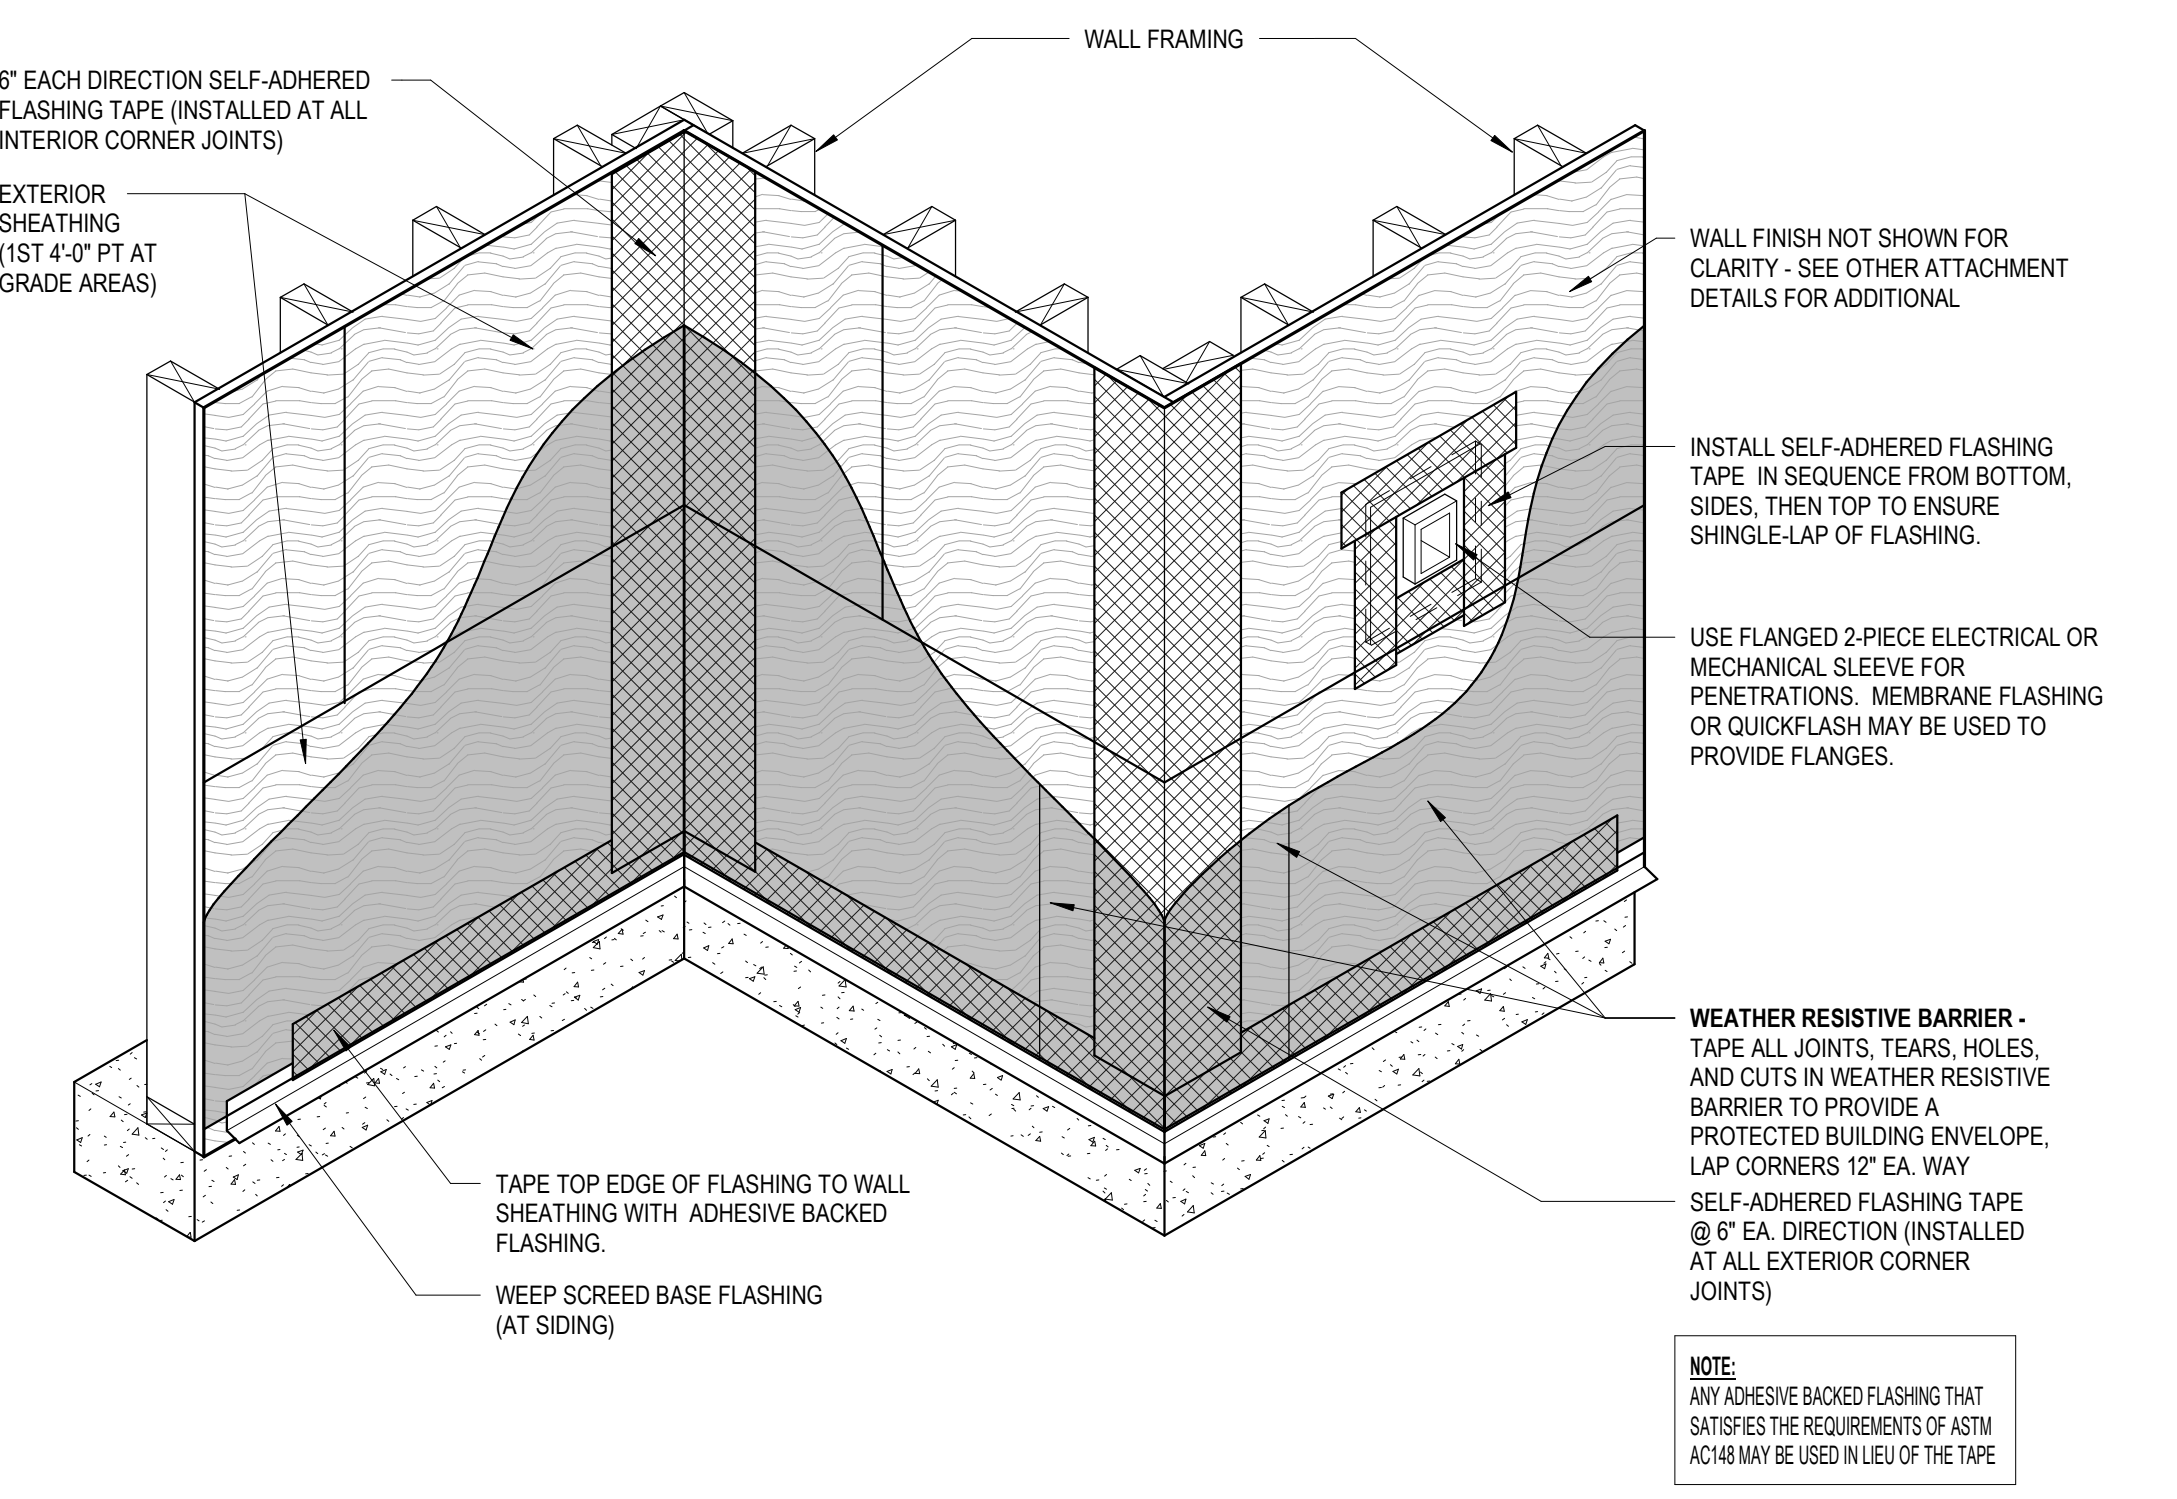 WALL FRAMING
6" EACH DIRECTION SELF-ADHERED
FLASHING TAPE (INSTALLED AT ALL
INTERIOR CORNER JOINTS)
EXTERIOR
SHEATHING
(1ST 4'-0" PT AT
GRADE AREAS)
WALL FINISH NOT SHOWN FOR
CLARITY - SEE OTHER ATTACHMENT
DETAILS FOR ADDITIONAL
INSTALL SELF-ADHERED FLASHING
TAPE IN SEQUENCE FROM BOTTOM,
SIDES, THEN TOP TO ENSURE
SHINGLE-LAP OF FLASHING.
USE FLANGED 2-PIECE ELECTRICAL OR
MECHANICAL SLEEVE FOR
PENETRATIONS. MEMBRANE FLASHING
OR QUICKFLASH MAY BE USED TO
PROVIDE FLANGES.
WEATHER RESISTIVE BARRIER -
TAPE ALL JOINTS, TEARS, HOLES,
AND CUTS IN WEATHER RESISTIVE
BARRIER TO PROVIDE A
PROTECTED BUILDING ENVELOPE,
LAP CORNERS 12" EA. WAY
SELF-ADHERED FLASHING TAPE
@ 6" EA. DIRECTION (INSTALLED
AT ALL EXTERIOR CORNER
JOINTS)
TAPE TOP EDGE OF FLASHING TO WALL
SHEATHING WITH ADHESIVE BACKED
FLASHING.
WEEP SCREED BASE FLASHING
(AT SIDING)
NOTE:
ANY ADHESIVE BACKED FLASHING THAT
SATISFIES THE REQUIREMENTS OF ASTM
AC148 MAY BE USED IN LIEU OF THE TAPE